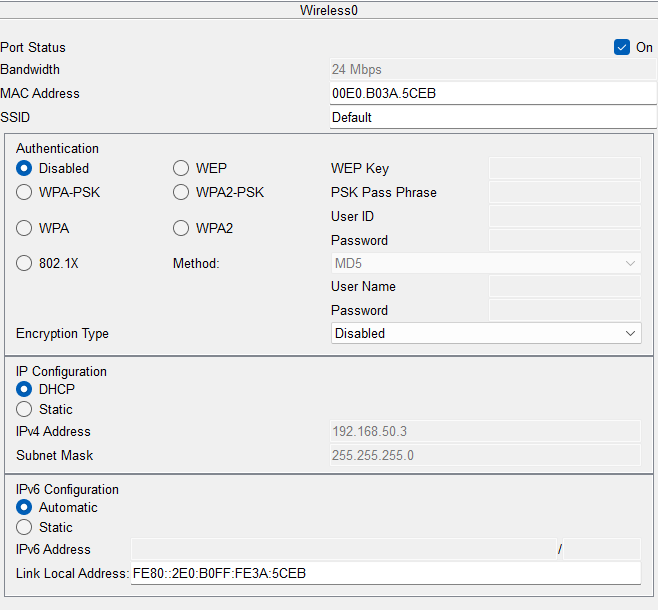 Wireless0
Port Status On
Bandwidth 24 Mbps
MAC Address 00E0.B03A.5CEB
SSID Default
Authentication
Disabled WEP WEP Key
WPA-PSK WPA2-PSK PSK Pass Phrase
User ID
WPA WPA2
Password
802.1X Method: MD5
User Name
Password
Encryption Type Disabled
IP Configuration
DHCP
Static
IPv4 Address 192.168.50.3
Subnet Mask 255.255.255.0
IPv6 Configuration
Automatic
Static
IPv6 Address /
Link Local Address: FE80::2E0:B0FF:FE3A:5CEB